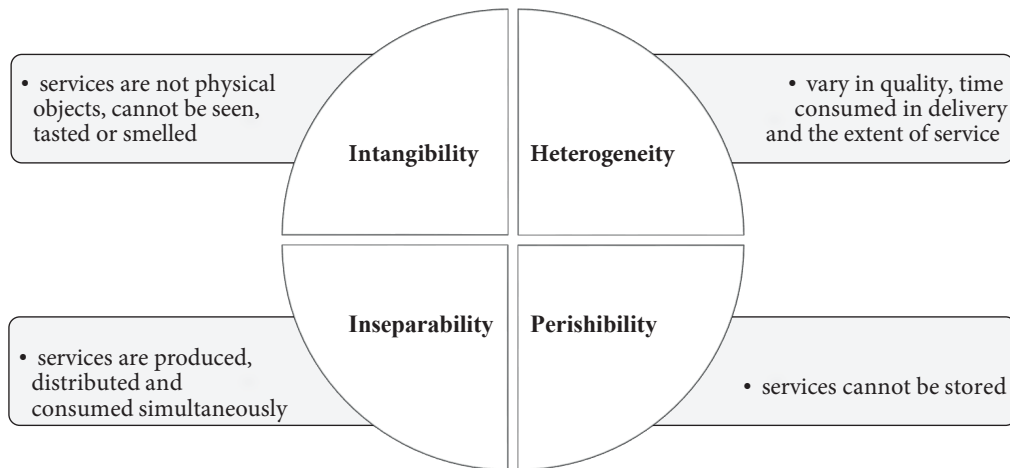 • services are not physical
objects, cannot be seen,
tasted or smelled
Intangibility
Heterogeneity
• vary in quality, time
consumed in delivery
and the extent of service
Inseparability
Perishibility
• services are produced,
distributed and
consumed simultaneously
• services cannot be stored